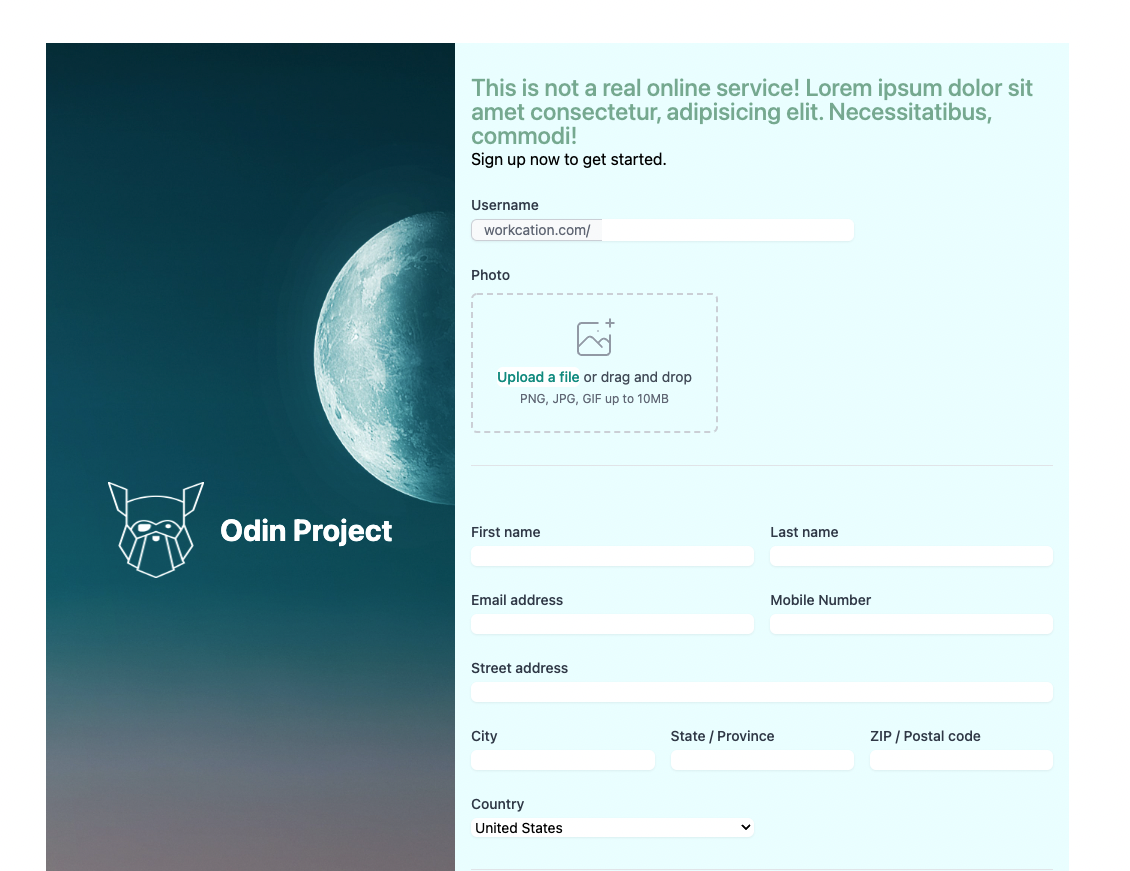 This is not a real online service! Lorem ipsum dolor sit
amet consectetur, adipisicing elit. Necessitatibus,
commodi!
Sign up now to get started.
Username
workcation.com/
Photo
Upload a file or drag and drop
PNG, JPG, GIF up to 10MB
Odin Project
First name
Last name
Email address
Mobile Number
Street address
City
State / Province
ZIP / Postal code
Country
United States